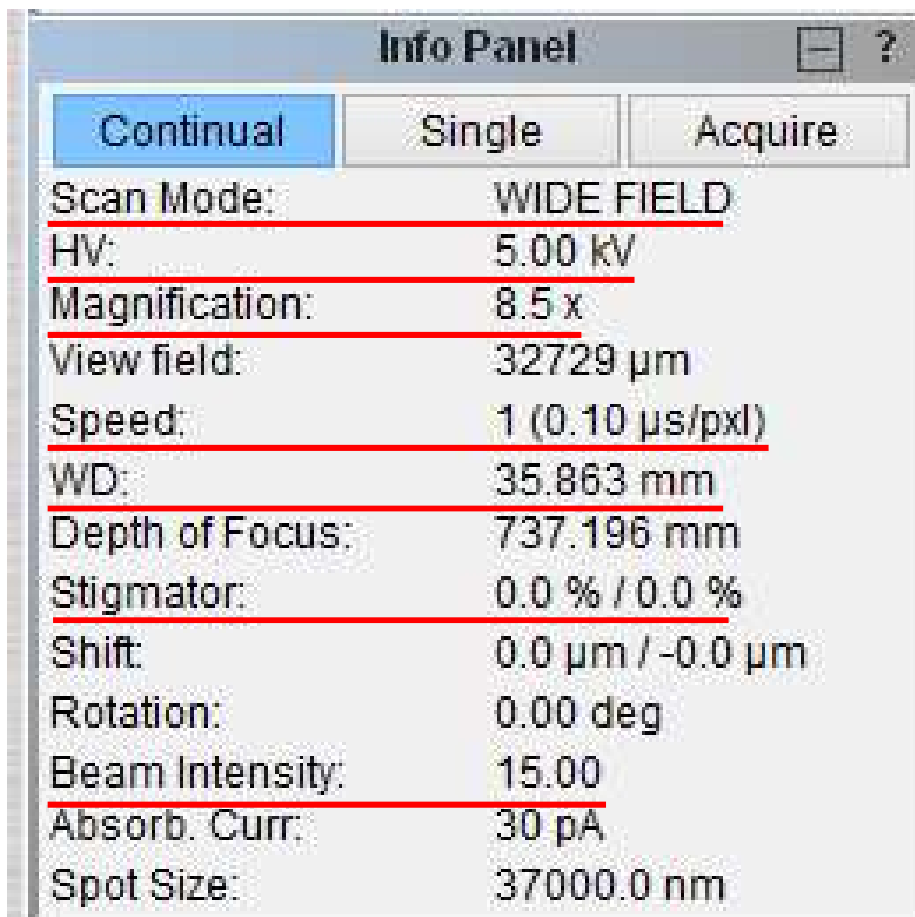 Info Panel ?
Continual Single Acquire
Scan Mode: WIDE FIELD
HV: 5.00 kV
Magnification: 8.5 x
View field: 32729 µm
Speed: 1 (0.10 µs/pxl)
WD: 35.863 mm
Depth of Focus: 737.196 mm
Stigmator: 0.0 % / 0.0 %
Shift: 0.0 µm / -0.0 µm
Rotation: 0.00 deg
Beam Intensity: 15.00
Absorb. Curr: 30 pA
Spot Size: 37000.0 nm